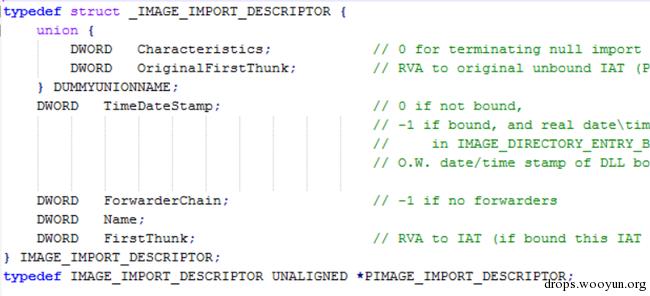 typedef struct _IMAGE_IMPORT_DESCRIPTOR {
union {
DWORD Characteristics; // 0 for terminating null import
DWORD OriginalFirstThunk; // RVA to original unbound IAT (P
} DUMMYUNIONNAME;
DWORD TimeDateStamp; // 0 if not bound,
// -1 if bound, and real date\tim
// in IMAGE_DIRECTORY_ENTRY_B
// O.W. date/time stamp of DLL bo
DWORD ForwarderChain; // -1 if no forwarders
DWORD Name;
DWORD FirstThunk; // RVA to IAT (if bound this IAT
} IMAGE_IMPORT_DESCRIPTOR;
typedef IMAGE_IMPORT_DESCRIPTOR UNALIGNED *PIMAGE_IMPORT_DESCRIPTOR;
drops.wooyun.org